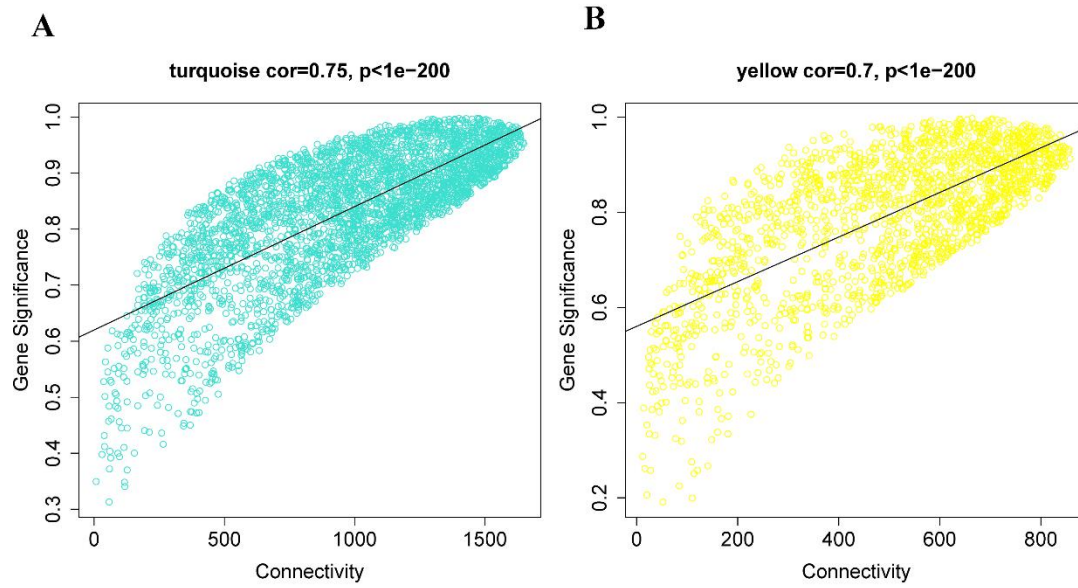 A
turquoise cor=0.75, p<1e−200
Gene Significance
1.0
0.9
0.8
0.7
0.6
0.5
0.4
0.3
0
500
1000
1500
Connectivity
B
yellow cor=0.7, p<1e−200
Gene Significance
1.0
0.8
0.6
0.4
0.2
0
200
400
600
800
Connectivity